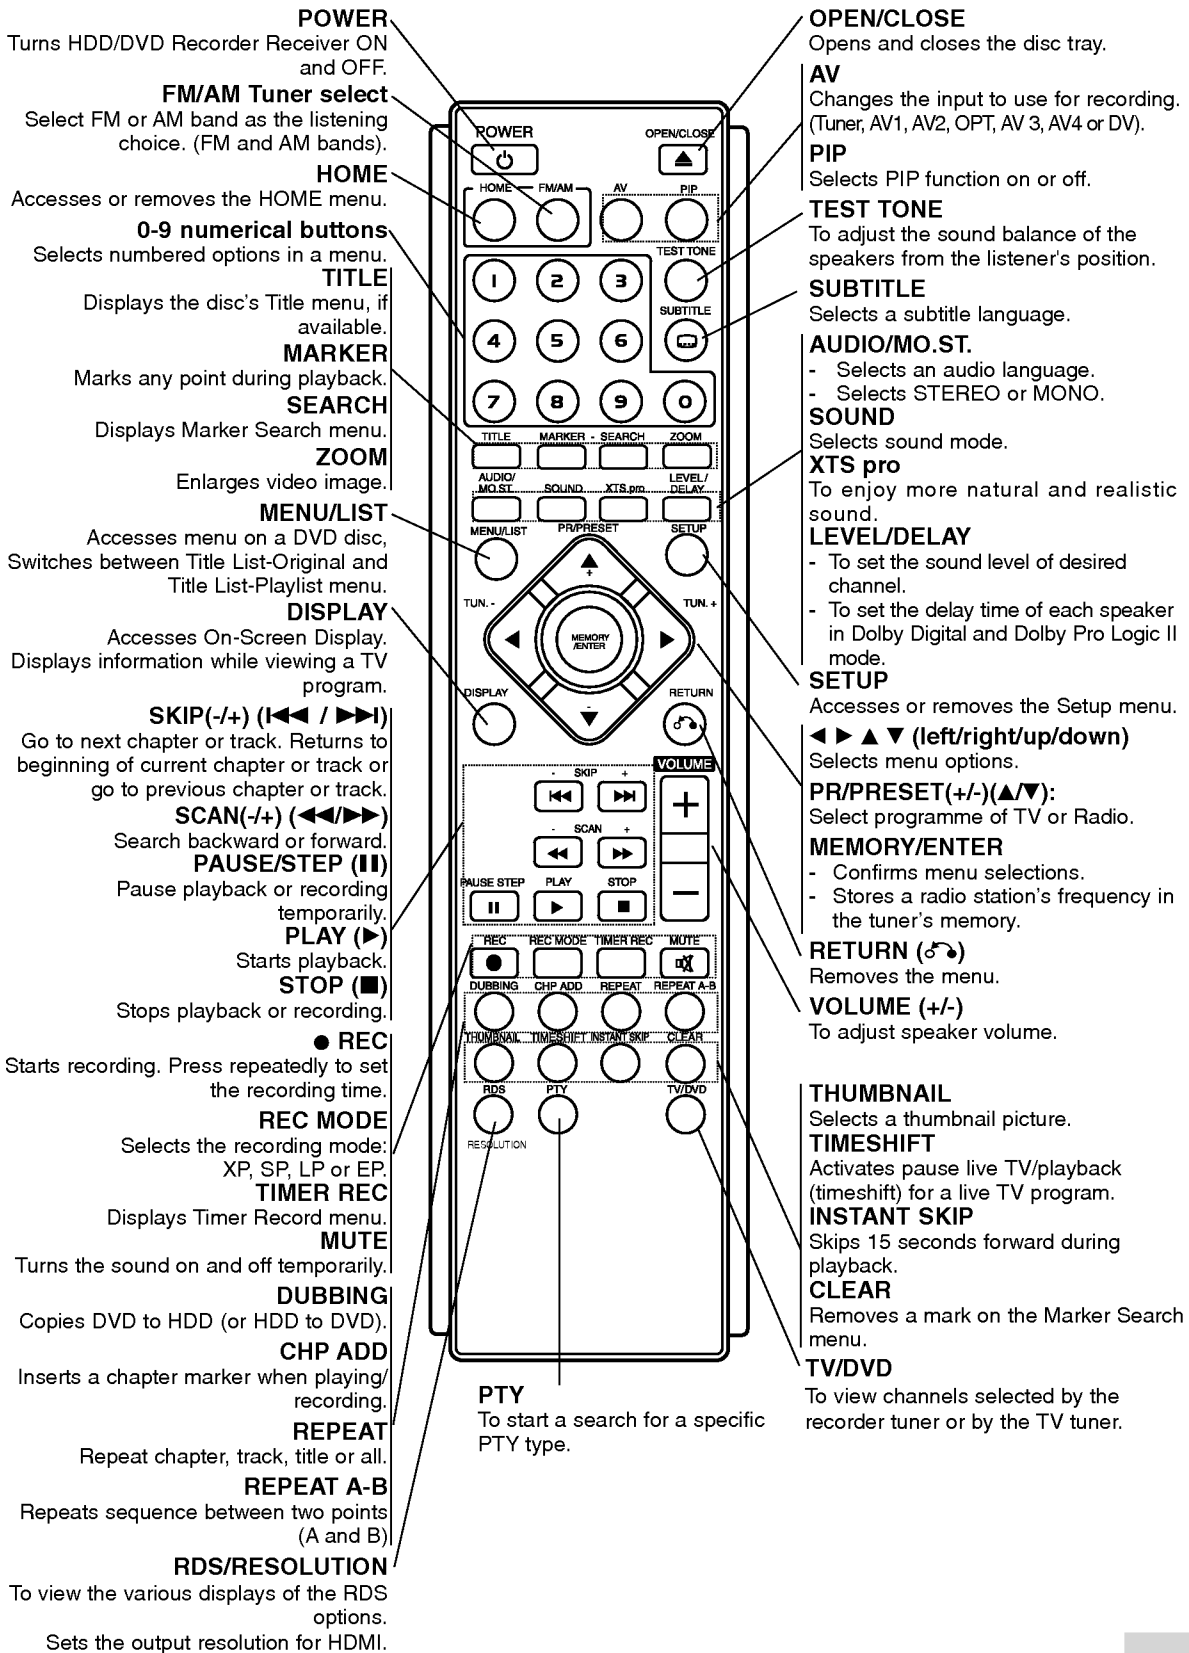 POWER
Turns HDD/DVD Recorder Receiver ON
and OFF.
FM/AM Tuner select
Select FM or AM band as the listening
choice. (FM and AM bands).
HOME
Accesses or removes the HOME menu.
0-9 numerical buttons
Selects numbered options in a menu.
TITLE
Displays the disc's Title menu, if
available.
MARKER
Marks any point during playback.
SEARCH
Displays Marker Search menu.
ZOOM
Enlarges video image.
MENU/LIST
Accesses menu on a DVD disc,
Switches between Title List-Original and
Title List-Playlist menu.
DISPLAY
Accesses On-Screen Display.
Displays information while viewing a TV
program.
SKIP(-/+) (I◀◀ / ▶▶I)
Go to next chapter or track. Returns to
beginning of current chapter or track or
go to previous chapter or track.
SCAN(-/+) (◀◀/▶▶)
Search backward or forward.
PAUSE/STEP (II)
Pause playback or recording
temporarily.
PLAY (▶)
Starts playback.
STOP (■)
Stops playback or recording.
● REC
Starts recording. Press repeatedly to set
the recording time.
REC MODE
Selects the recording mode:
XP, SP, LP or EP.
TIMER REC
Displays Timer Record menu.
MUTE
Turns the sound on and off temporarily.
DUBBING
Copies DVD to HDD (or HDD to DVD).
CHP ADD
Inserts a chapter marker when playing/
recording.
REPEAT
Repeat chapter, track, title or all.
REPEAT A-B
Repeats sequence between two points
(A and B)
RDS/RESOLUTION
To view the various displays of the RDS
options.
Sets the output resolution for HDMI.
POWER OPEN/CLOSE
HOME FM/AM AV PIP
TEST TONE
1 2 3
SUBTITLE
4 5 6
7 8 9 0
TITLE MARKER - SEARCH ZOOM
AUDIO/
MO.ST. SOUND XTS pro LEVEL/
DELAY
MENU/LIST PR/PRESET SETUP
+
TUN. - TUN. +
MEMORY
/ENTER
-
DISPLAY RETURN
- SKIP + VOLUME
+
- SCAN +
PAUSE STEP PLAY STOP
−
REC REC MODE TIMER REC MUTE
DUBBING CHP ADD REPEAT REPEAT A-B
THUMBNAIL TIMESHIFT INSTANT SKIP CLEAR
RDS PTY TV/DVD
RESOLUTION
PTY
To start a search for a specific
PTY type.
OPEN/CLOSE
Opens and closes the disc tray.
AV
Changes the input to use for recording.
(Tuner, AV1, AV2, OPT, AV 3, AV4 or DV).
PIP
Selects PIP function on or off.
TEST TONE
To adjust the sound balance of the
speakers from the listener's position.
SUBTITLE
Selects a subtitle language.
AUDIO/MO.ST.
- Selects an audio language.
- Selects STEREO or MONO.
SOUND
Selects sound mode.
XTS pro
To enjoy more natural and realistic
sound.
LEVEL/DELAY
- To set the sound level of desired
channel.
- To set the delay time of each speaker
in Dolby Digital and Dolby Pro Logic II
mode.
SETUP
Accesses or removes the Setup menu.
◀ ▶ ▲ ▼ (left/right/up/down)
Selects menu options.
PR/PRESET(+/-)(▲/▼):
Select programme of TV or Radio.
MEMORY/ENTER
- Confirms menu selections.
- Stores a radio station's frequency in
the tuner's memory.
RETURN ( )
Removes the menu.
VOLUME (+/-)
To adjust speaker volume.
THUMBNAIL
Selects a thumbnail picture.
TIMESHIFT
Activates pause live TV/playback
(timeshift) for a live TV program.
INSTANT SKIP
Skips 15 seconds forward during
playback.
CLEAR
Removes a mark on the Marker Search
menu.
TV/DVD
To view channels selected by the
recorder tuner or by the TV tuner.